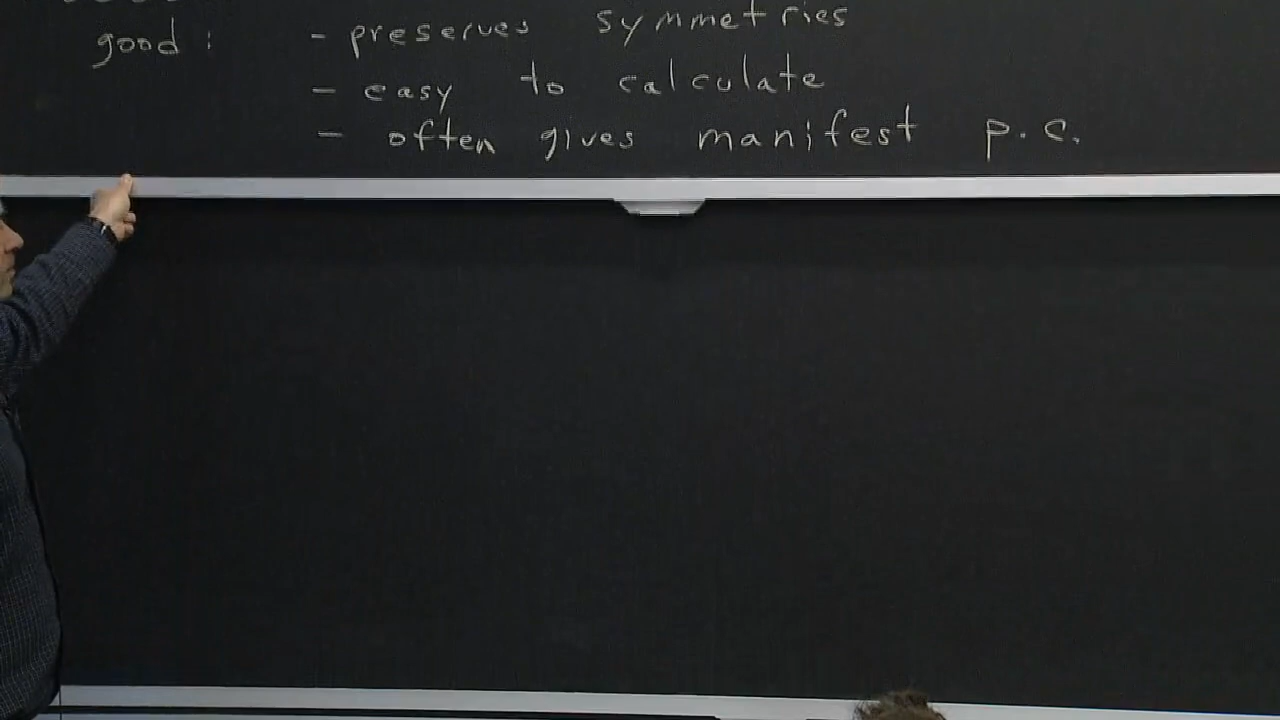 good: - preserves symmetries
- easy to calculate
- often gives manifest p.c.